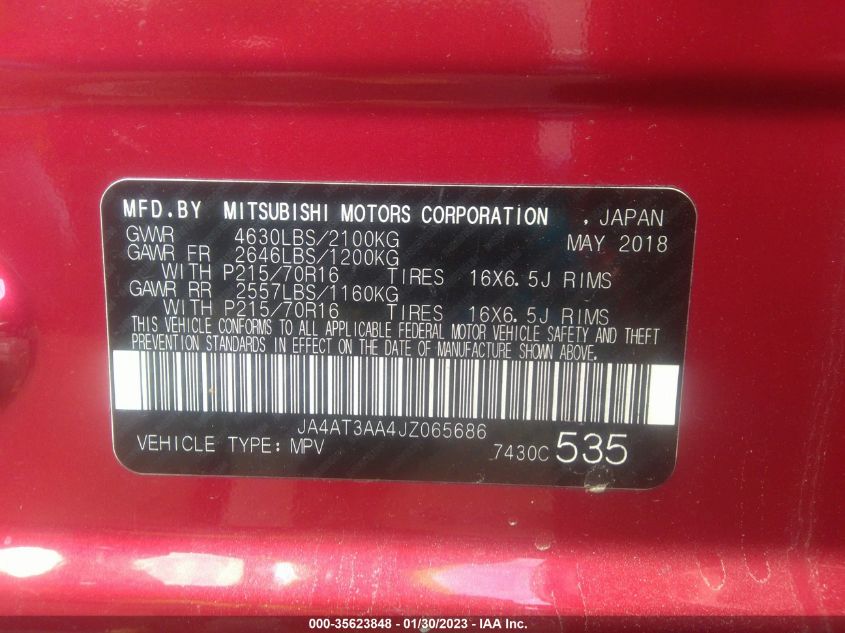 MFD.BY MITSUBISHI MOTORS CORPORATION , JAPAN
GVWR 4630LBS/2100KG MAY 2018
GAWR FR 2646LBS/1200KG
WITH P215/70R16 TIRES 16X6.5J RIMS
GAWR RR 2557LBS/1160KG
WITH P215/70R16 TIRES 16X6.5J RIMS
THIS VEHICLE CONFORMS TO ALL APPLICABLE FEDERAL MOTOR VEHICLE SAFETY AND THEFT
PREVENTION STANDARDS IN EFFECT ON THE DATE OF MANUFACTURE SHOWN ABOVE.
JA4AT3AA4JZ065686
VEHICLE TYPE: MPV 7430C 535
000-35623848 - 01/30/2023 - IAA Inc.